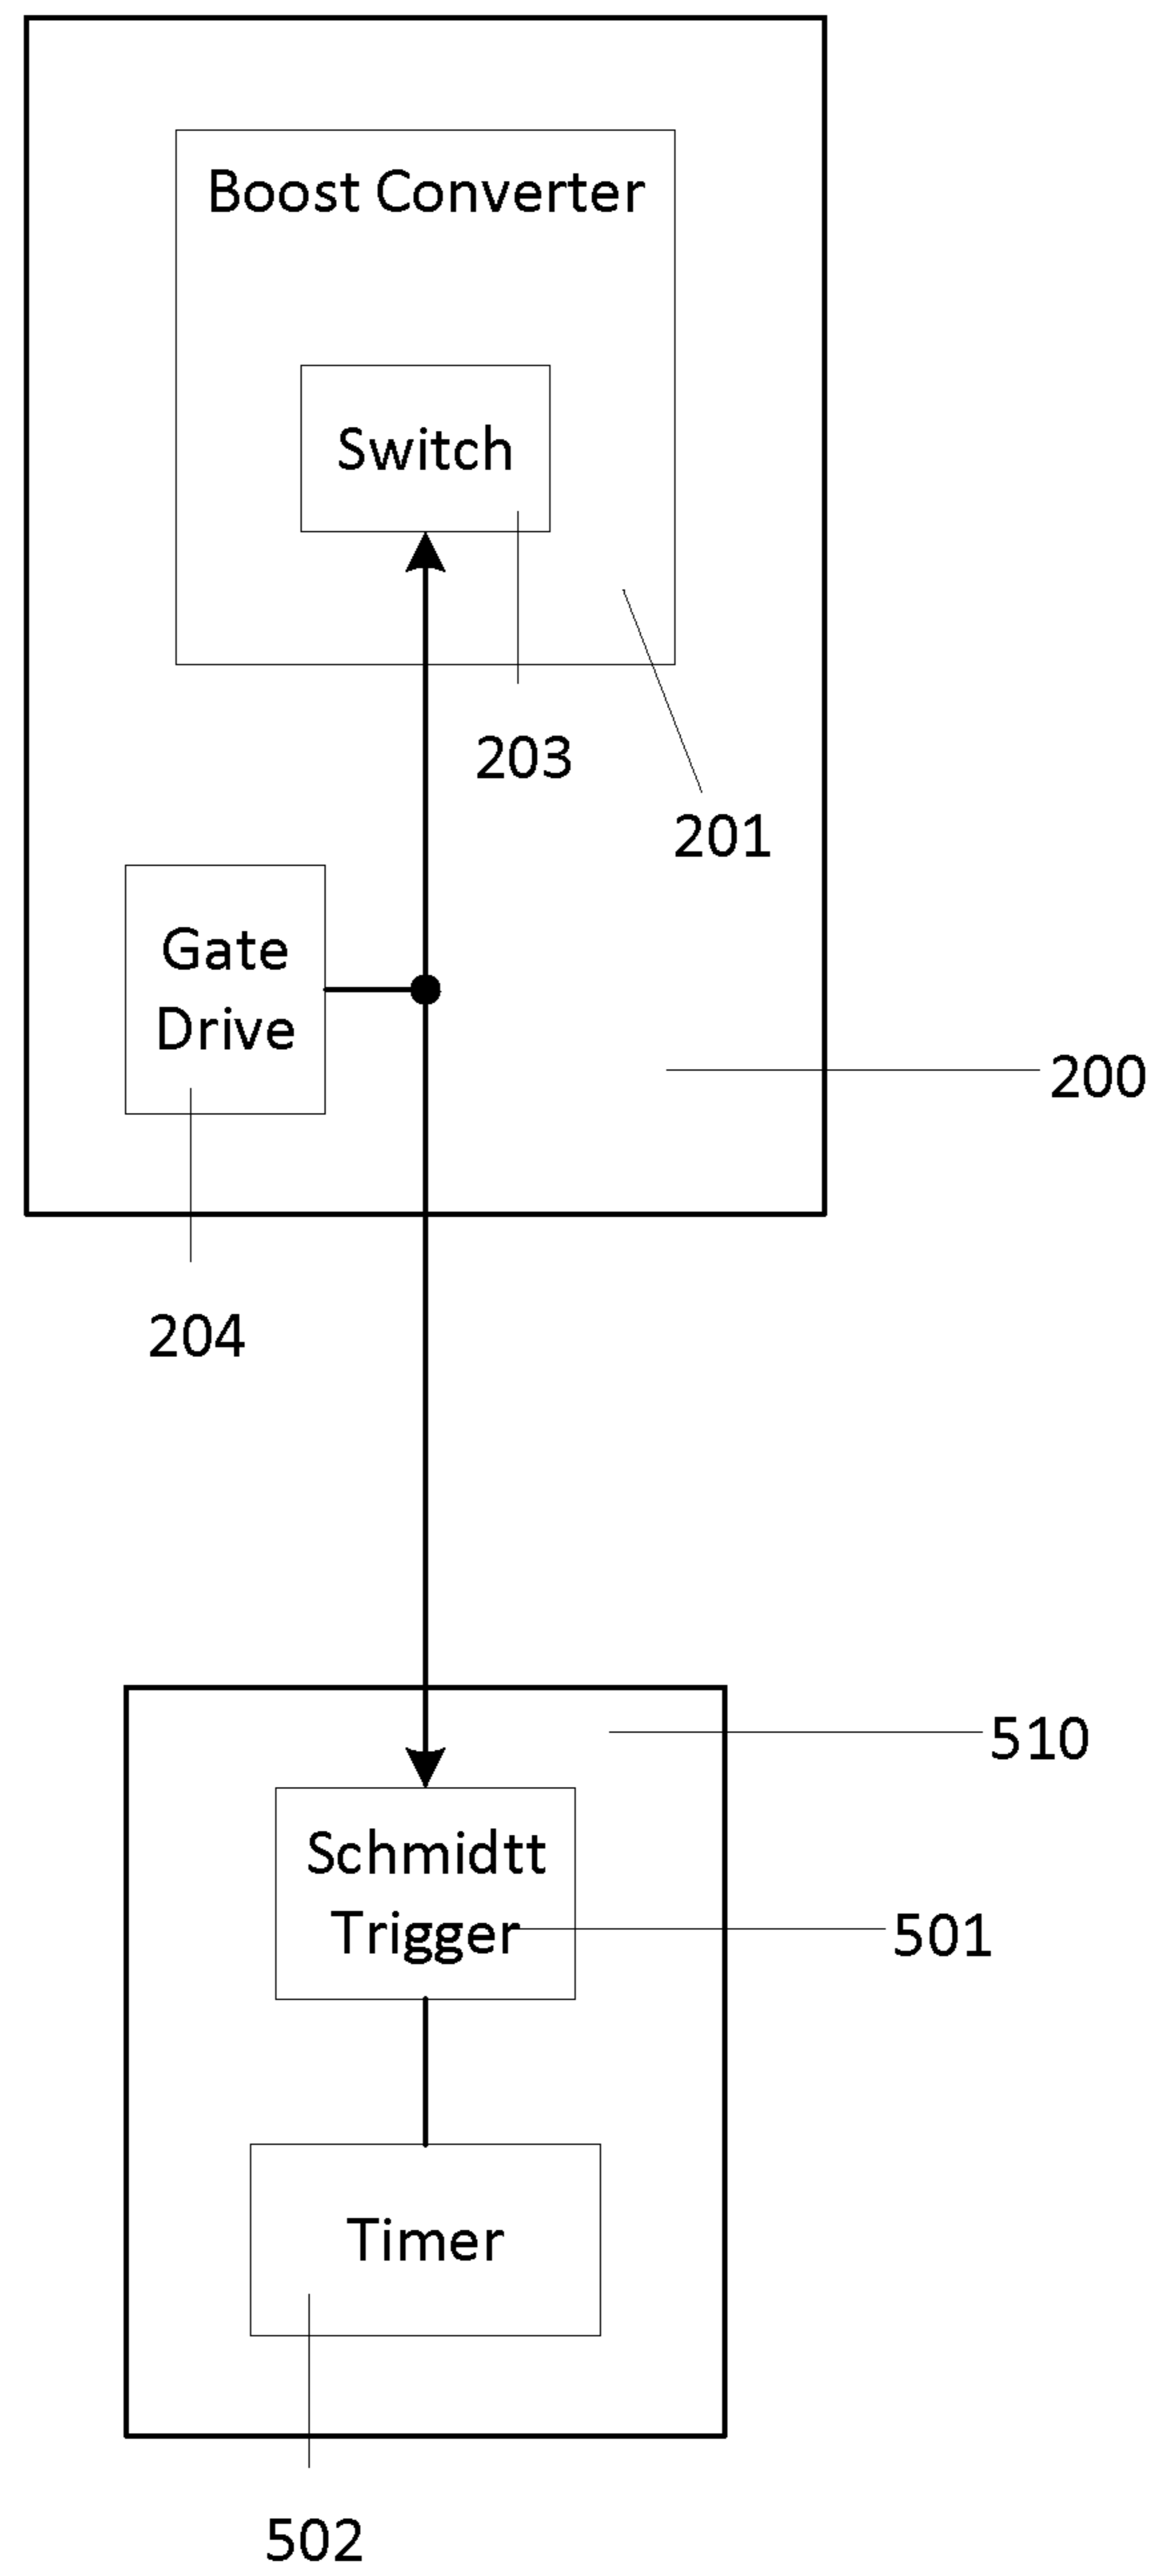 Boost Converter
Switch
203
201
Gate
Drive
200
204
510
Schmidtt
Trigger
501
Timer
502